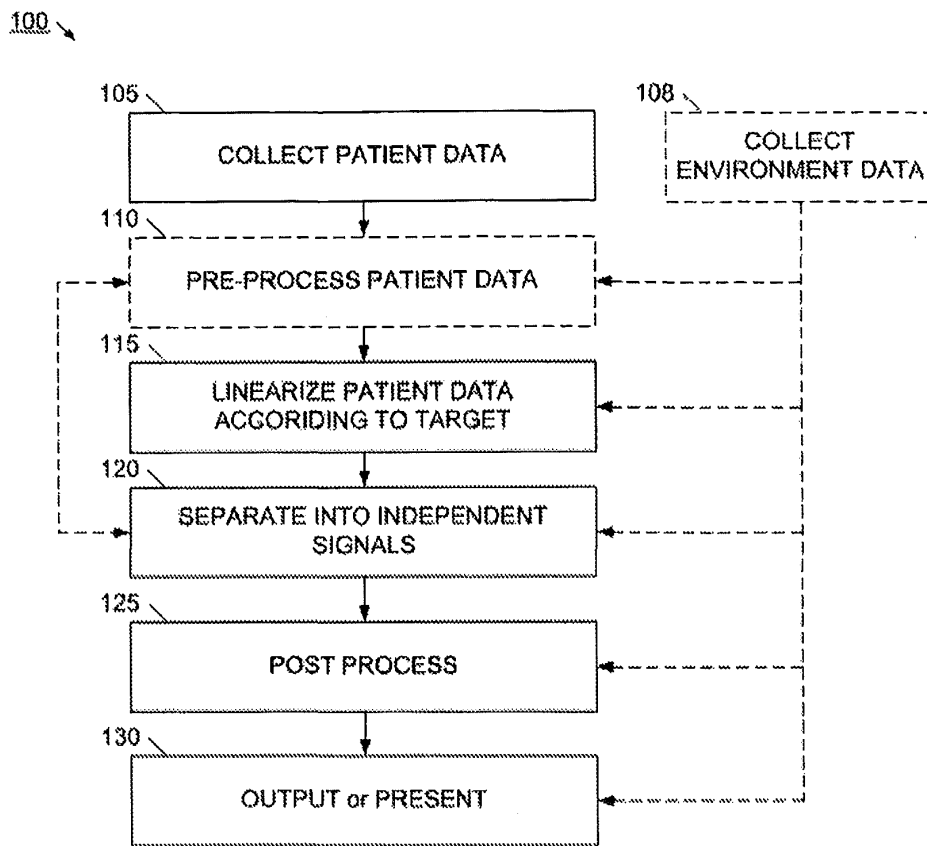 100
105
COLLECT PATIENT DATA
108
COLLECT
ENVIRONMENT DATA
110
PRE-PROCESS PATIENT DATA
115
LINEARIZE PATIENT DATA
ACCORIDING TO TARGET
120
SEPARATE INTO INDEPENDENT
SIGNALS
125
POST PROCESS
130
OUTPUT or PRESENT